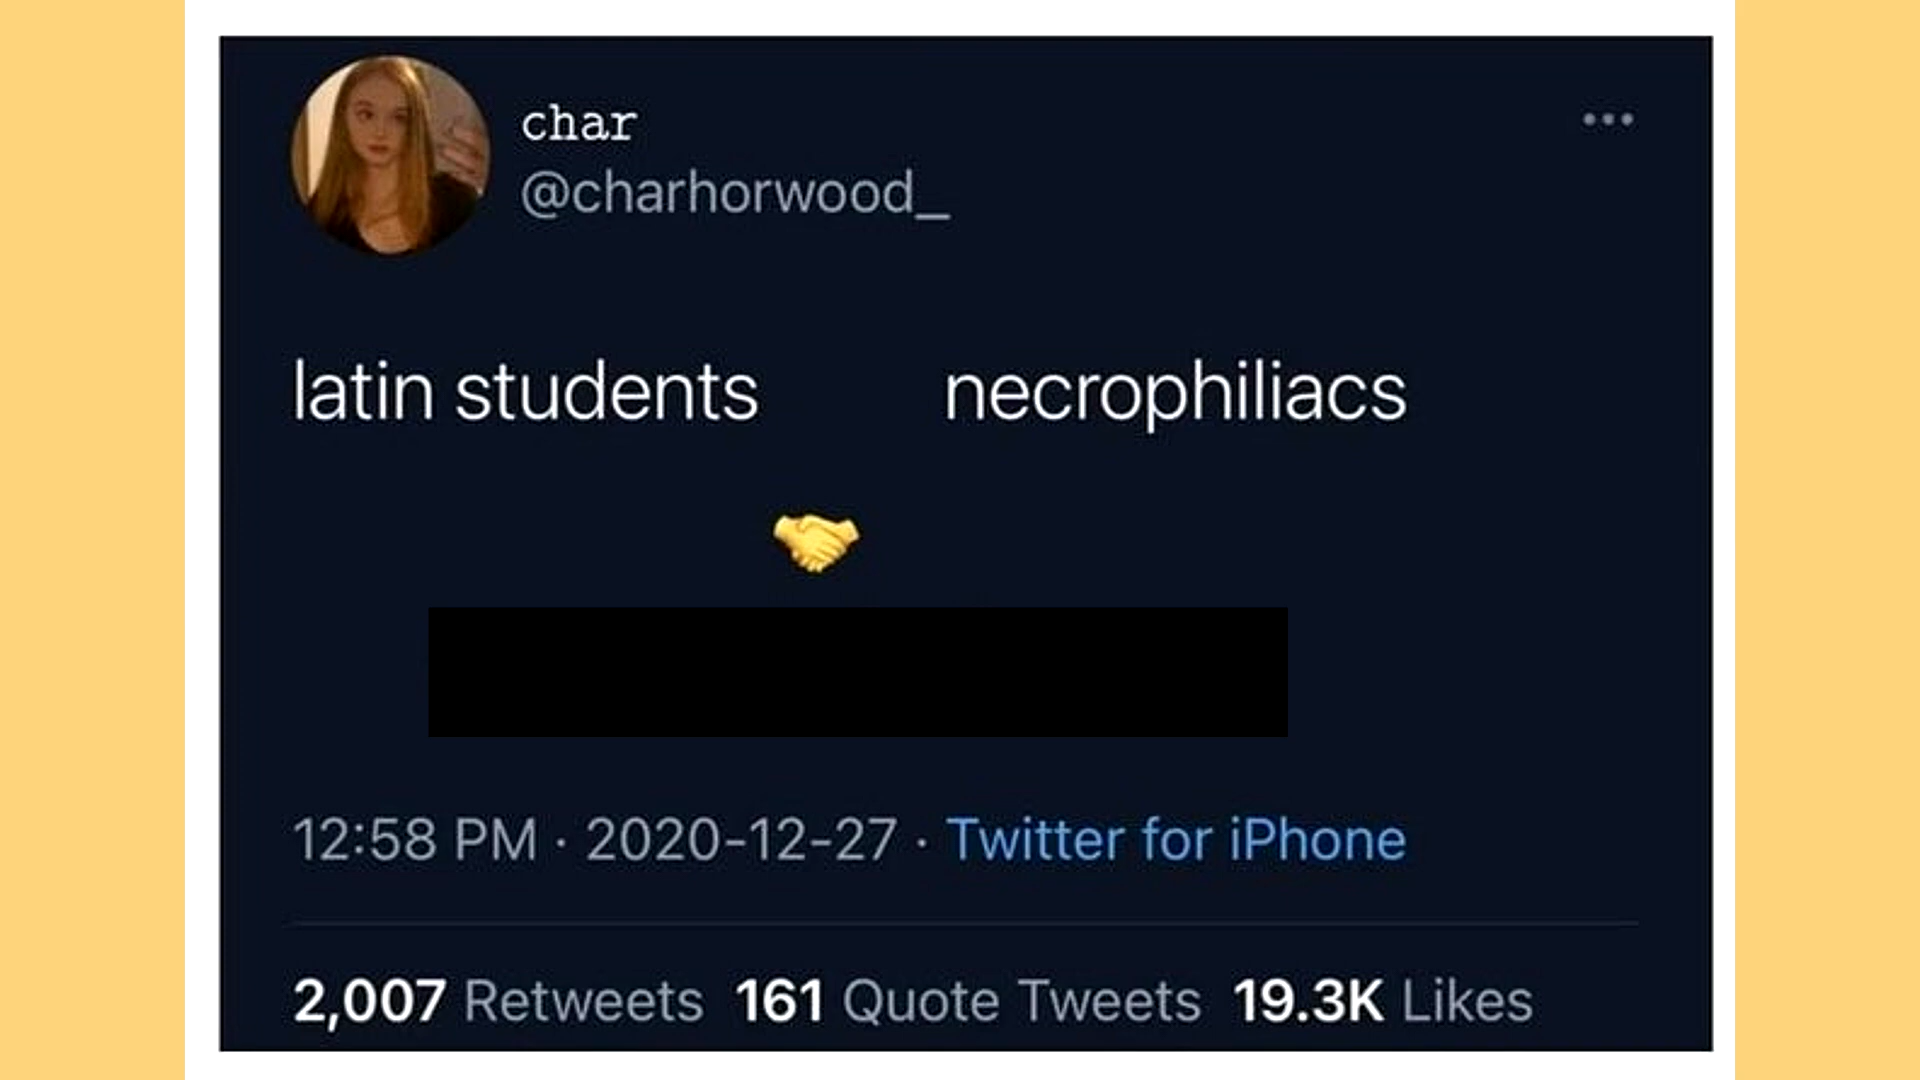 char
@charhorwood_
latin students necrophiliacs
🤝
12:58 PM · 2020-12-27 · Twitter for iPhone
2,007 Retweets 161 Quote Tweets 19.3K Likes